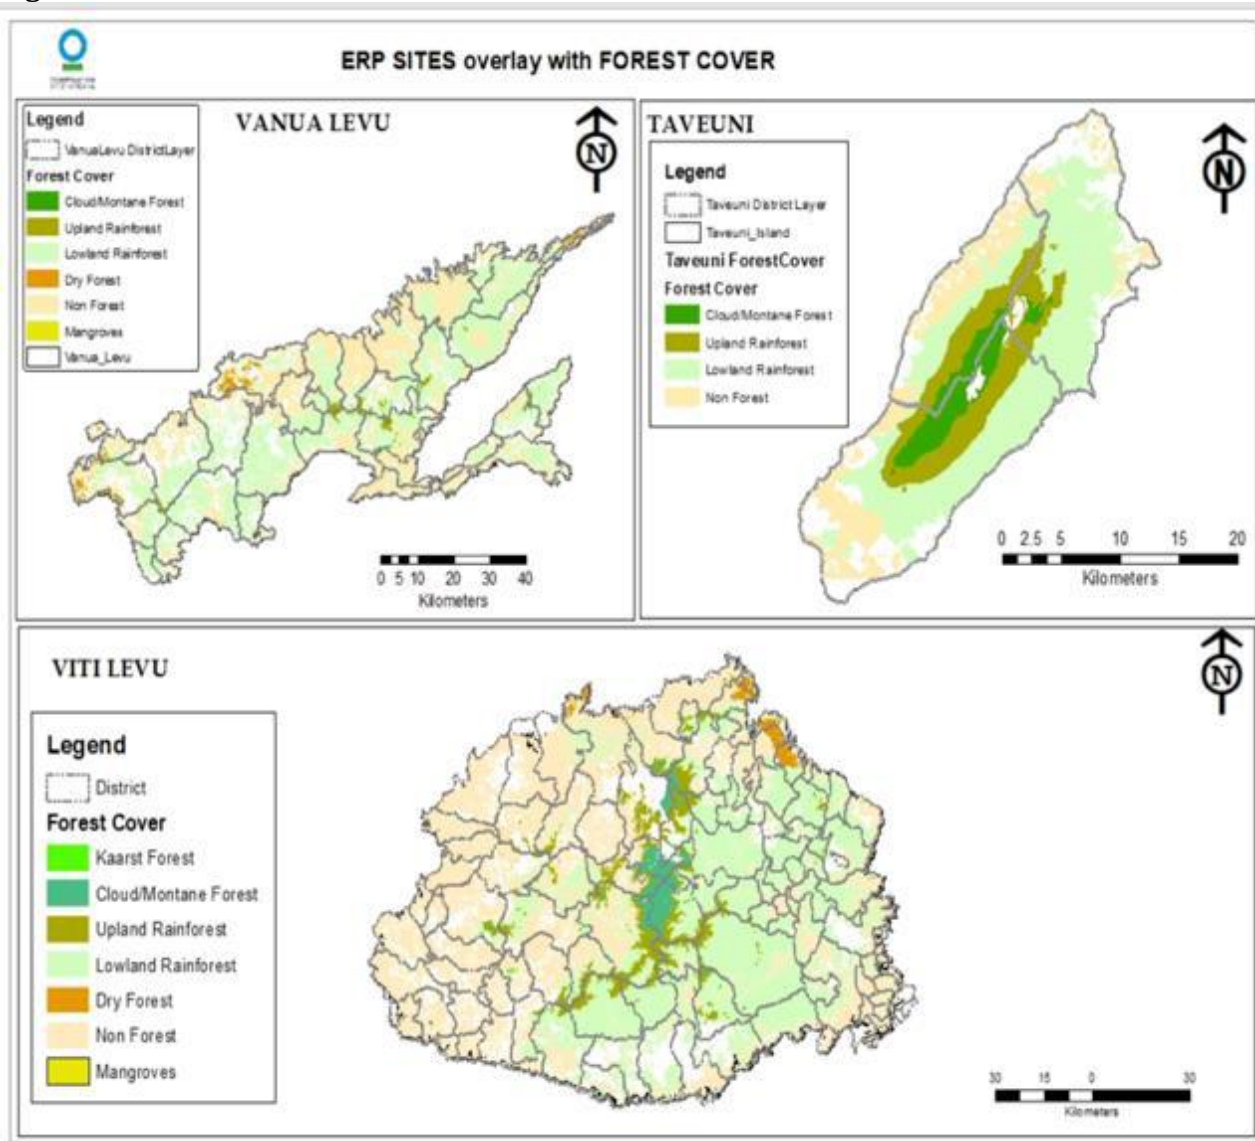 ERP SITES overlay with FOREST COVER
VANUA LEVU
Legend
VanuaLevu DistrictLayer
Forest Cover
Cloud/Montane Forest
Upland Rainforest
Lowland Rainforest
Dry Forest
Non Forest
Mangroves
Vanua_Levu
N
0 5 10 20 30 40
Kilometers
TAVEUNI
Legend
Taveuni District Layer
Taveuni_Island
Taveuni ForestCover
Forest Cover
Cloud/Montane Forest
Upland Rainforest
Lowland Rainforest
Non Forest
N
0 2.5 5 10 15 20
Kilometers
VITI LEVU
Legend
District
Forest Cover
Kaarst Forest
Cloud/Montane Forest
Upland Rainforest
Lowland Rainforest
Dry Forest
Non Forest
Mangroves
N
30 15 0 30
Kilometers